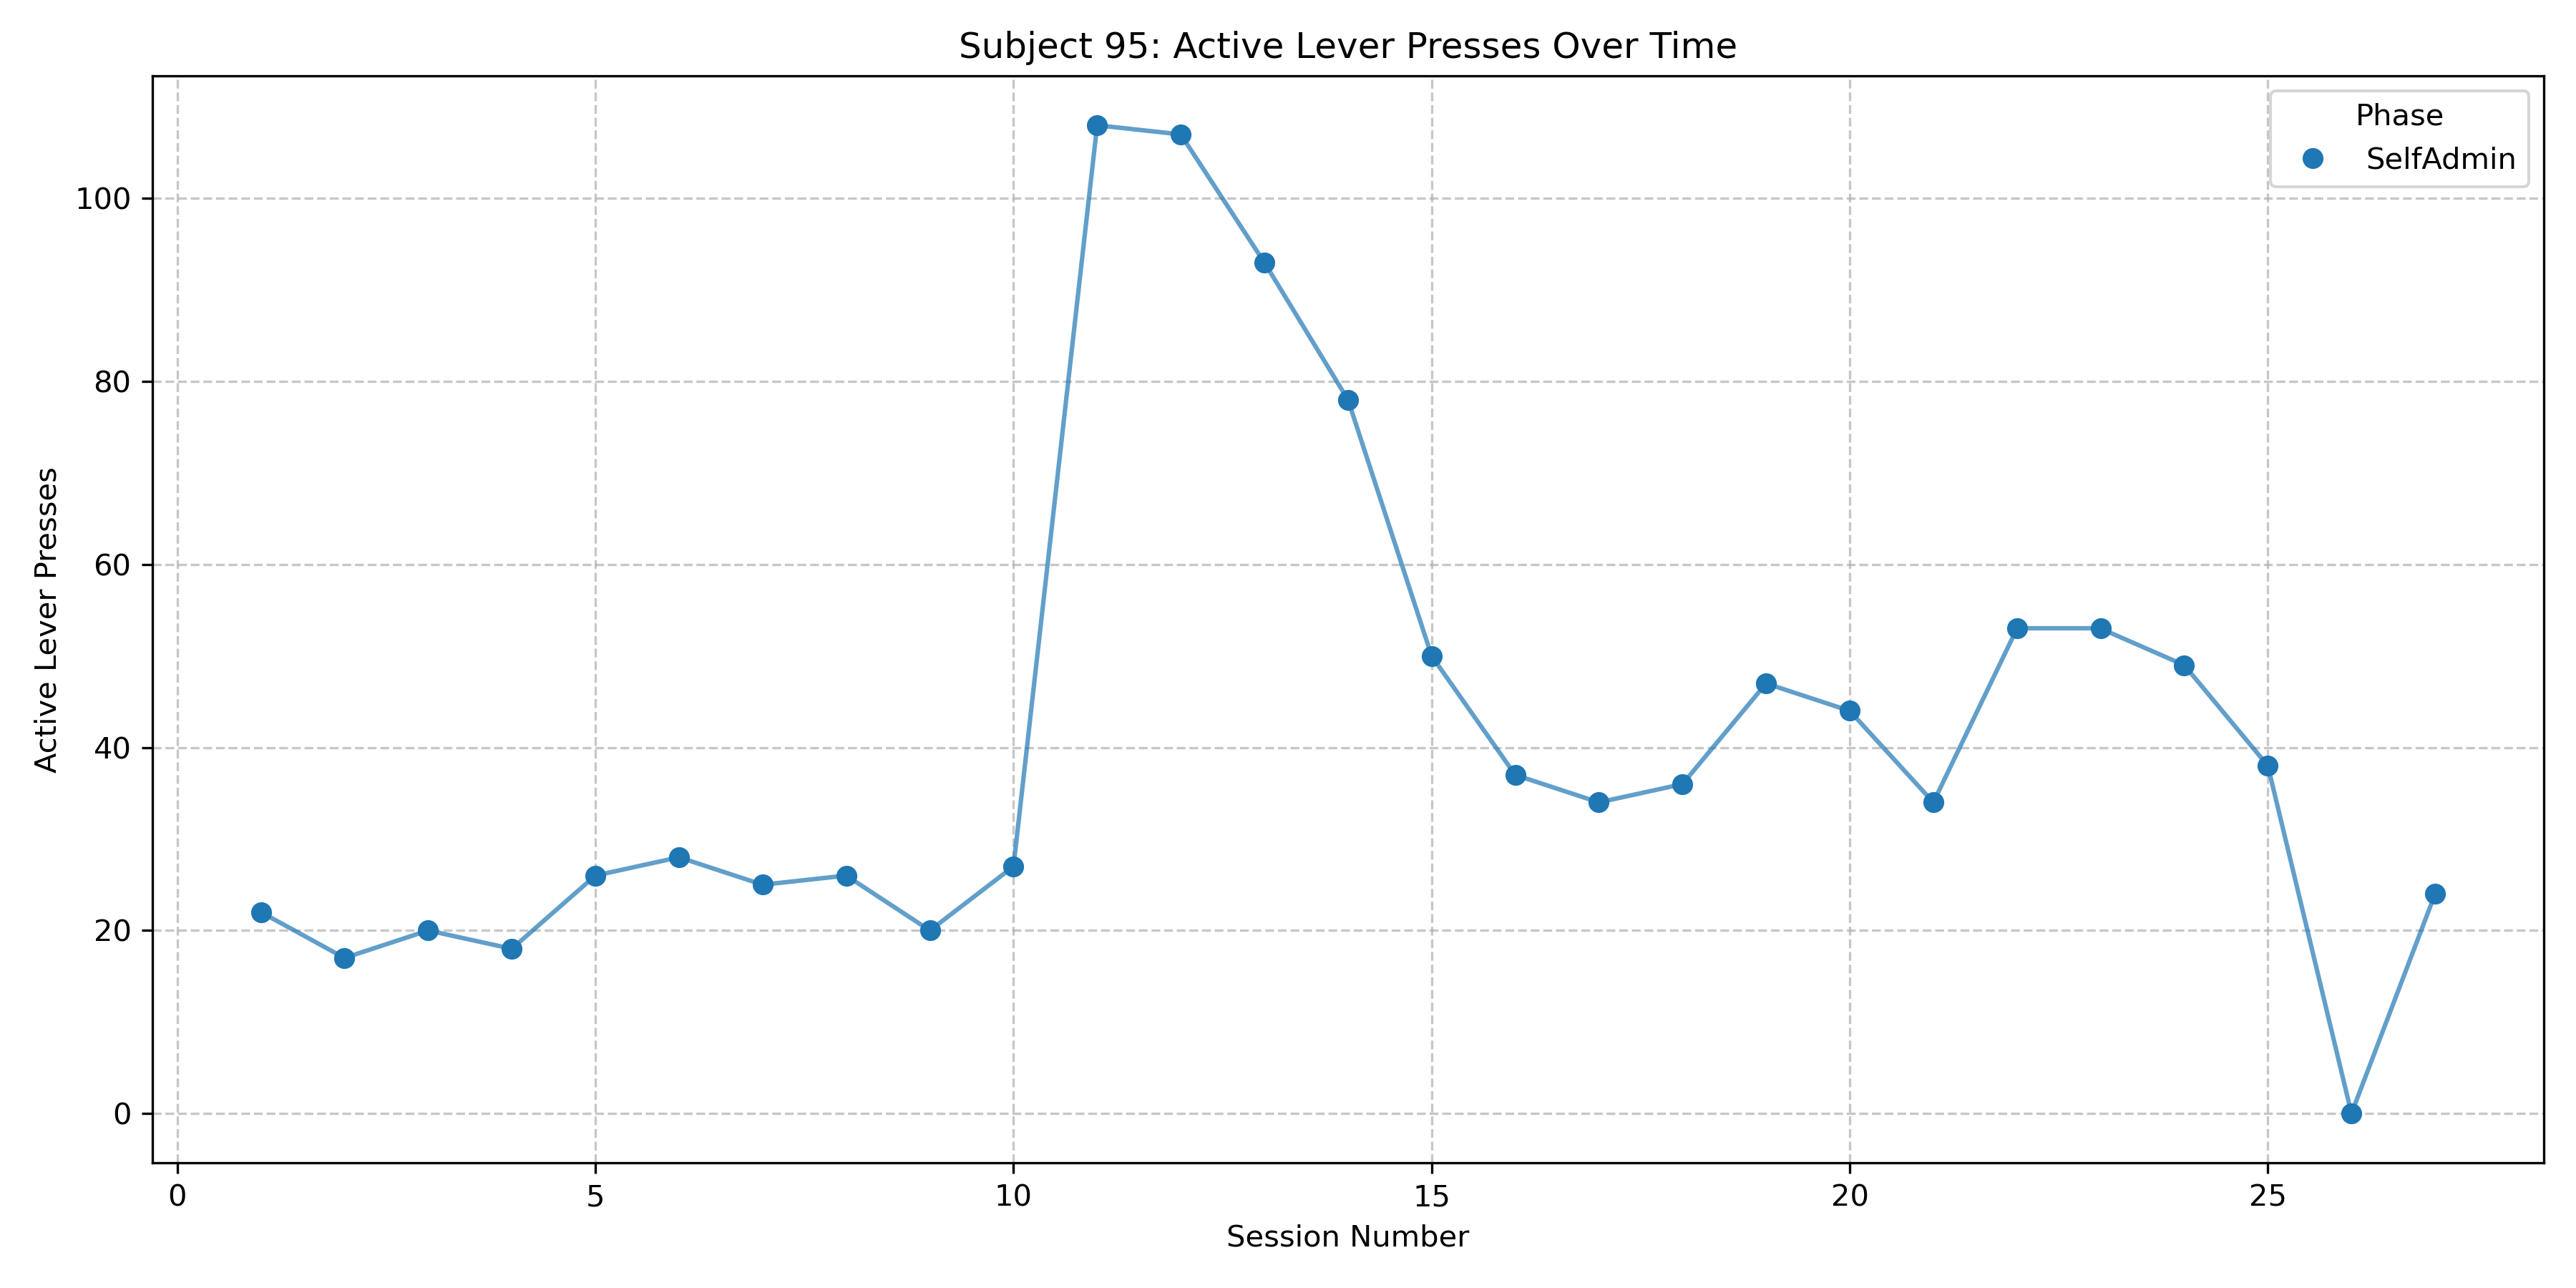 Subject 95: Active Lever Presses Over Time
Phase
SelfAdmin
Active Lever Presses
100
80
60
40
20
0
0 5 10 15 20 25
Session Number